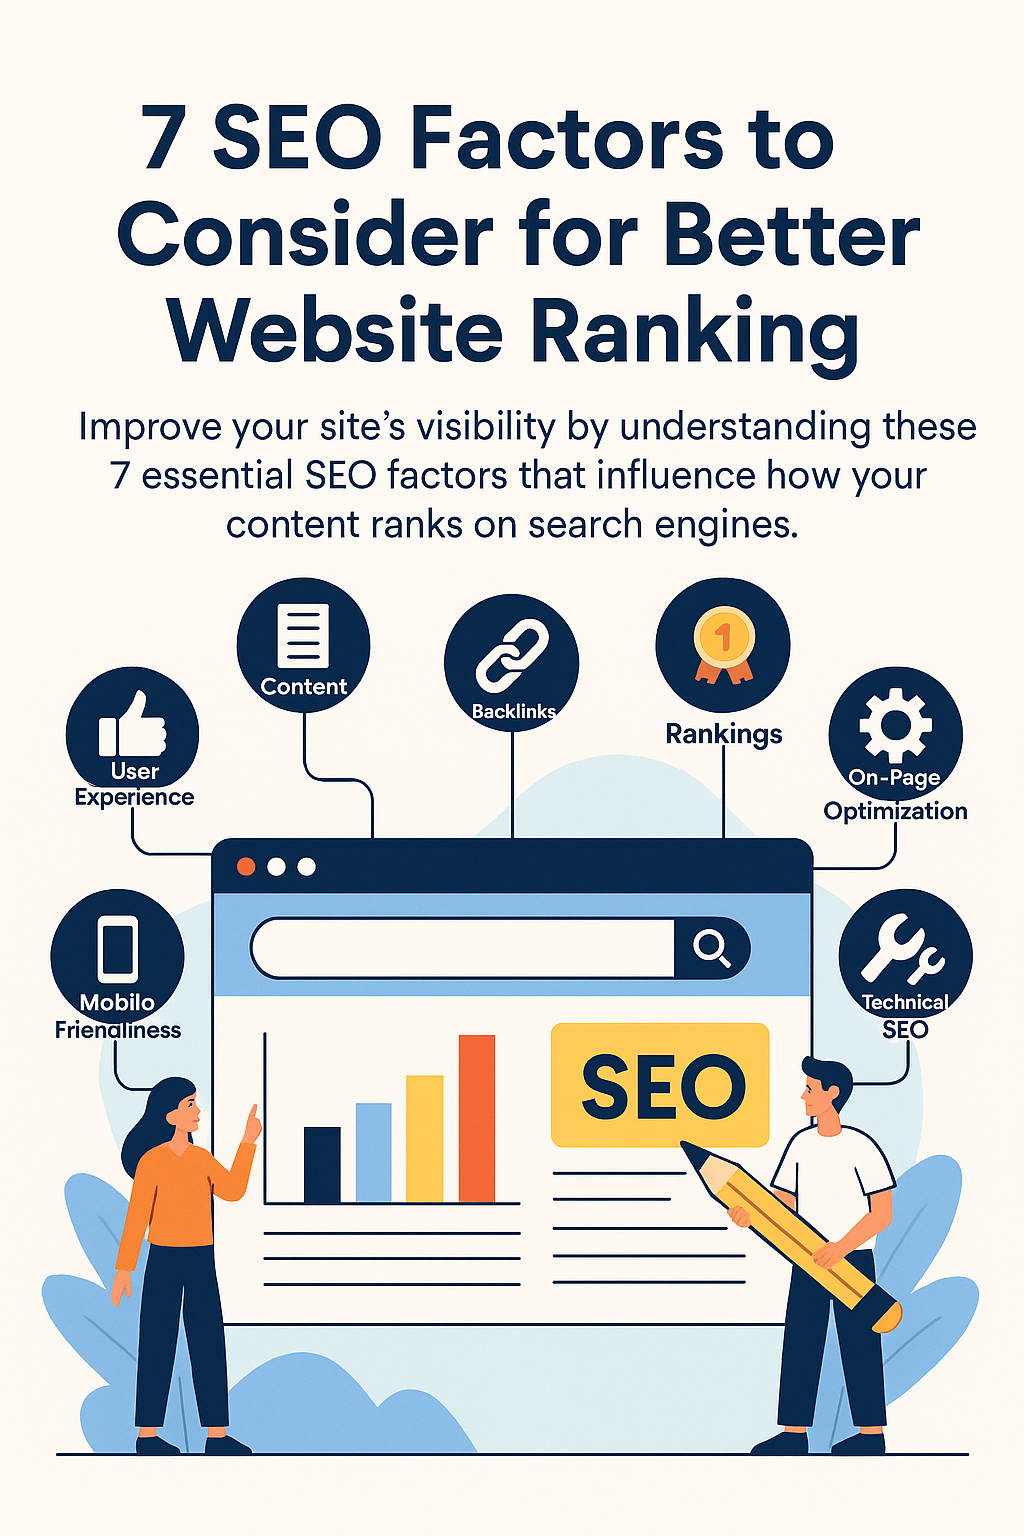 7 SEO Factors to
Consider for Better
Website Ranking
Improve your site's visibility by understanding these
7 essential SEO factors that influence how your
content ranks on search engines.
Content
Backlinks
1
Rankings
User
Experience
On-Page
Optimization
Mobilo
Friendliness
Technical
SEO
SEO